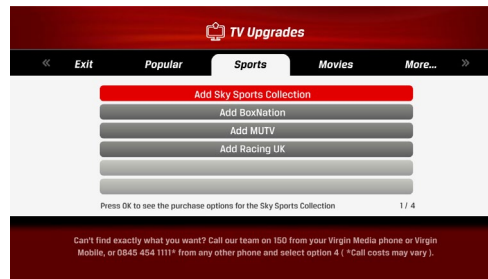 TV Upgrades
« Exit Popular Sports Movies More... »
Add Sky Sports Collection
Add BoxNation
Add MUTV
Add Racing UK
Press OK to see the purchase options for the Sky Sports Collection 1 / 4
Can't find exactly what you want? Call our team on 150 from your Virgin Media phone or Virgin
Mobile, or 0845 454 1111* from any other phone and select option 4 ( *Call costs may vary ).